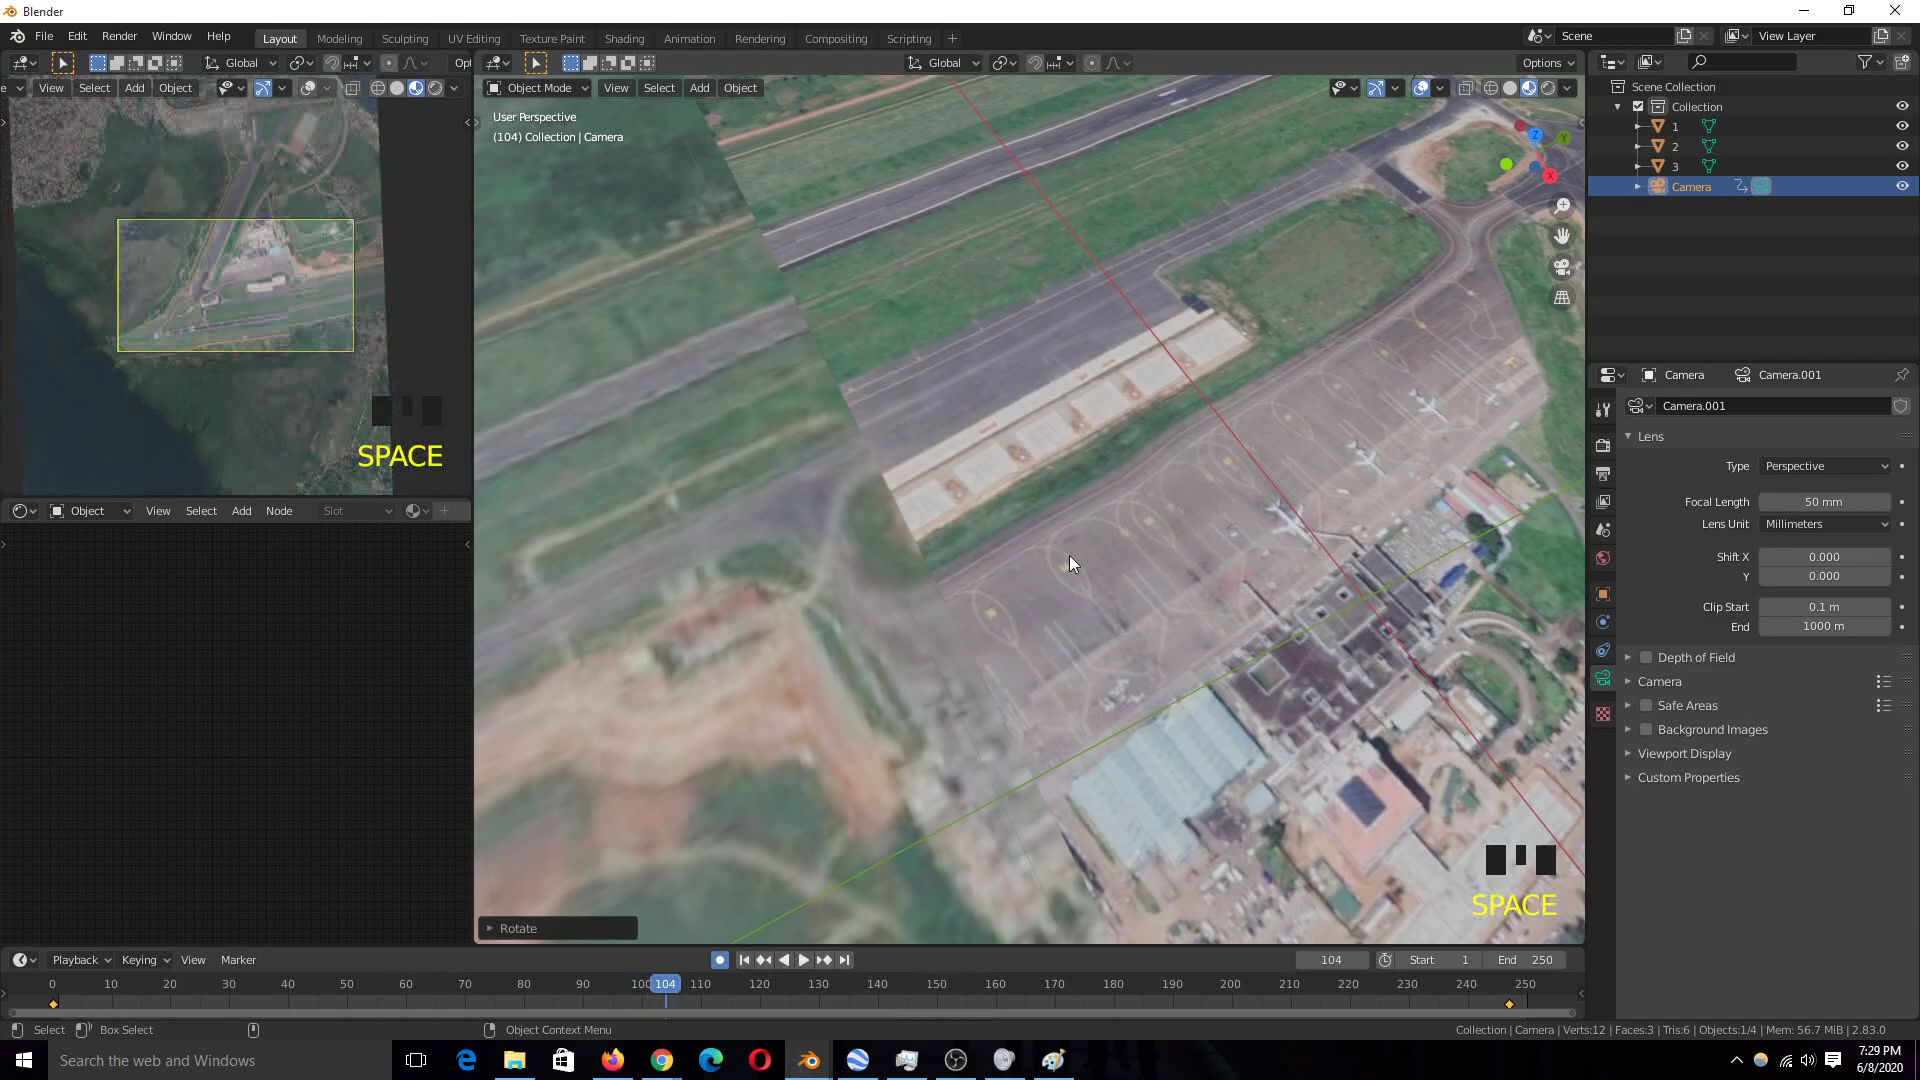 Blender
File Edit Render Window Help
Layout Modeling Sculpting UV Editing Texture Paint Shading Animation Rendering Compositing Scripting
Scene View Layer
Global Opt
Global Options
View Select Add Object
Object Mode View Select Add Object
User Perspective
(104) Collection | Camera
Z
Y
X
SPACE
Object View Select Add Node Slot
Rotate
SPACE
Scene Collection
Collection
1
2
3
Camera
Camera Camera.001
Camera.001
Lens
Type Perspective
Focal Length 50 mm
Lens Unit Millimeters
Shift X 0.000
Y 0.000
Clip Start 0.1 m
End 1000 m
Depth of Field
Camera
Safe Areas
Background Images
Viewport Display
Custom Properties
Playback Keying View Marker 104 Start 1 End 250
0 10 20 30 40 50 60 70 80 90 100 104 110 120 130 140 150 160 170 180 190 200 210 220 230 240 250
Select Box Select Object Context Menu Collection | Camera | Verts:12 | Faces:3 | Tris:6 | Objects:1/4 | Mem: 56.7 MiB | 2.83.0
Search the web and Windows
7:29 PM
6/8/2020